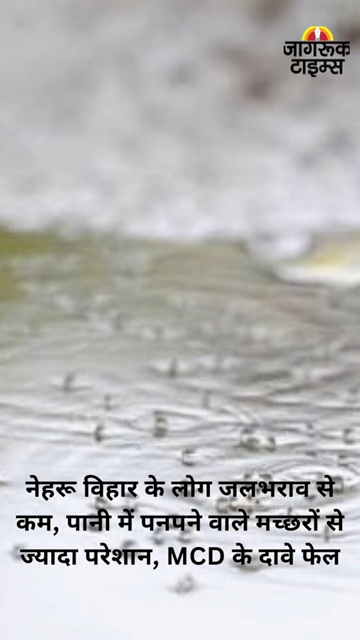 जागरूक
टाइम्स
नेहरू विहार के लोग जलभराव से
कम, पानी में पनपने वाले मच्छरों से
ज्यादा परेशान, MCD के दावे फेल